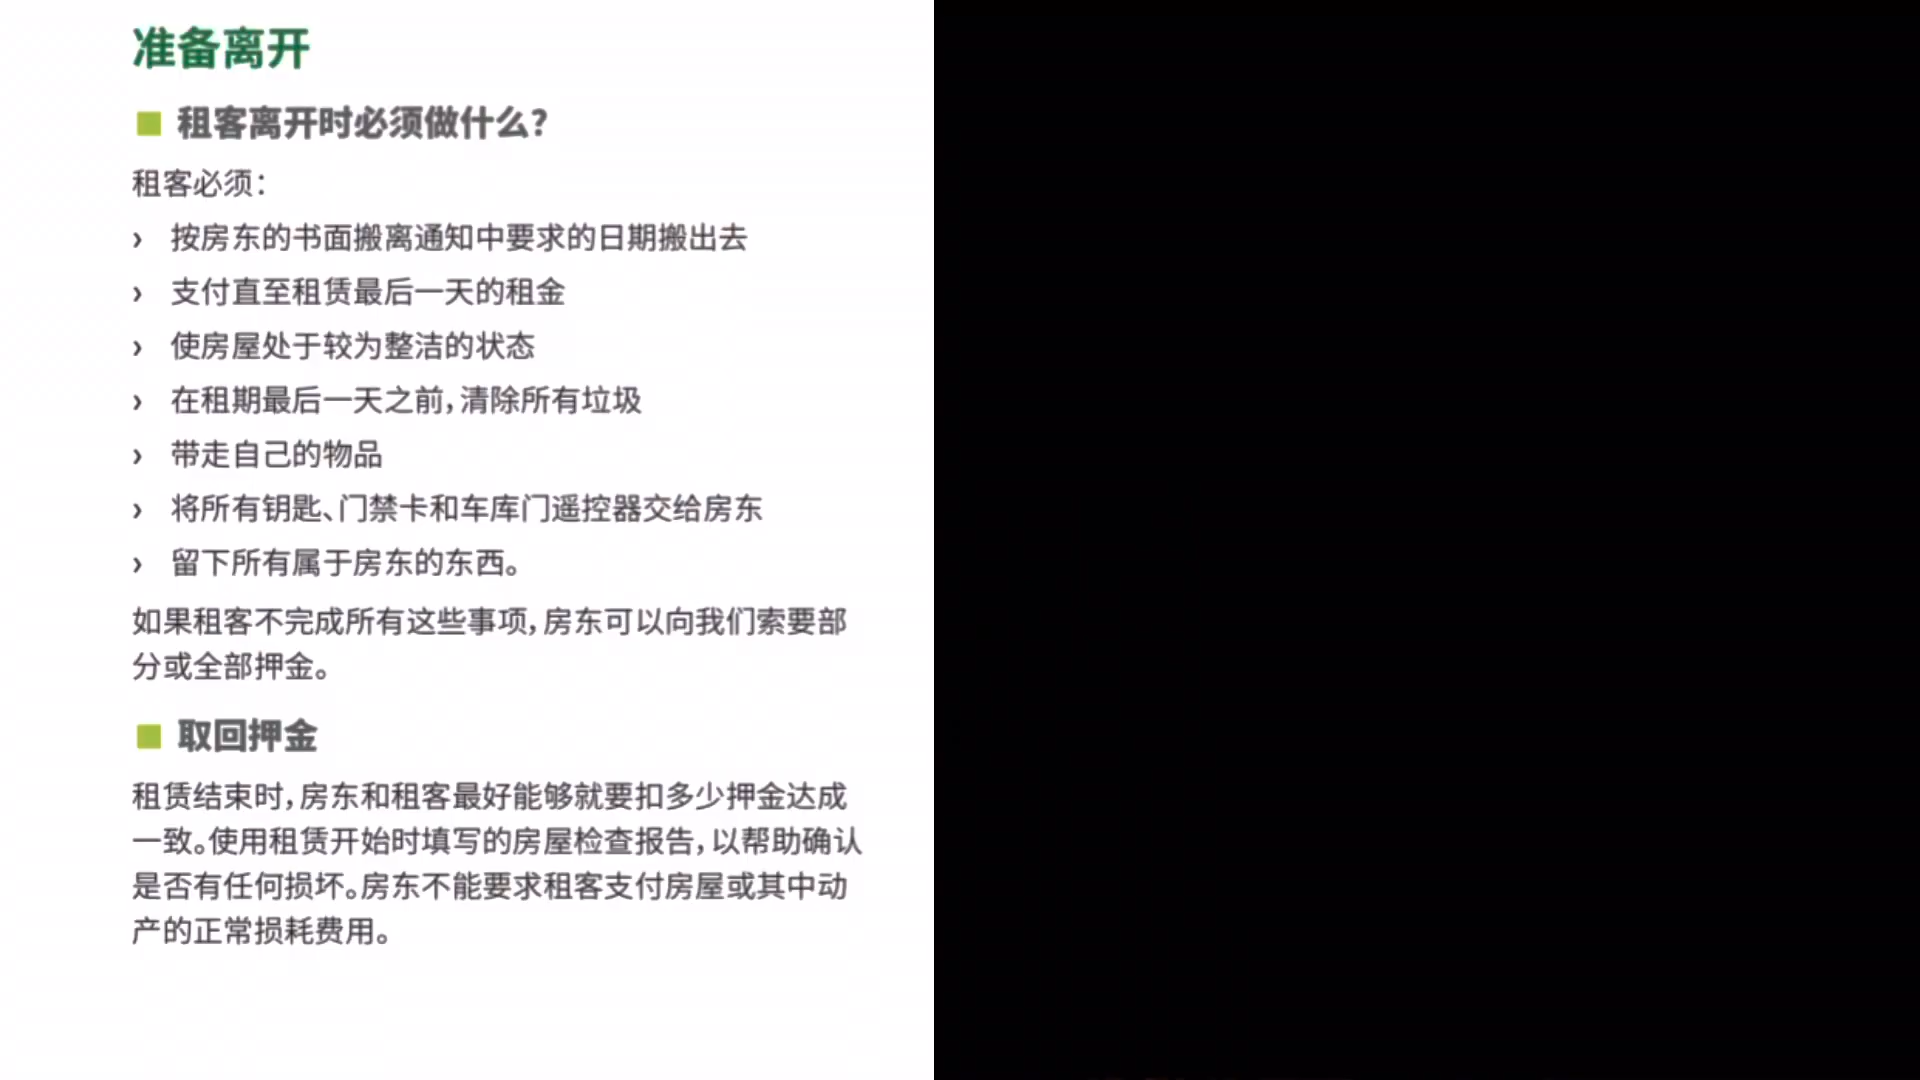 准备离开
租客离开时必须做什么?
租客必须:
› 按房东的书面搬离通知中要求的日期搬出去
› 支付直至租赁最后一天的租金
› 使房屋处于较为整洁的状态
› 在租期最后一天之前,清除所有垃圾
› 带走自己的物品
› 将所有钥匙、门禁卡和车库门遥控器交给房东
› 留下所有属于房东的东西。
如果租客不完成所有这些事项,房东可以向我们索要部
分或全部押金。
取回押金
租赁结束时,房东和租客最好能够就要扣多少押金达成
一致。使用租赁开始时填写的房屋检查报告,以帮助确认
是否有任何损坏。房东不能要求租客支付房屋或其中动
产的正常损耗费用。